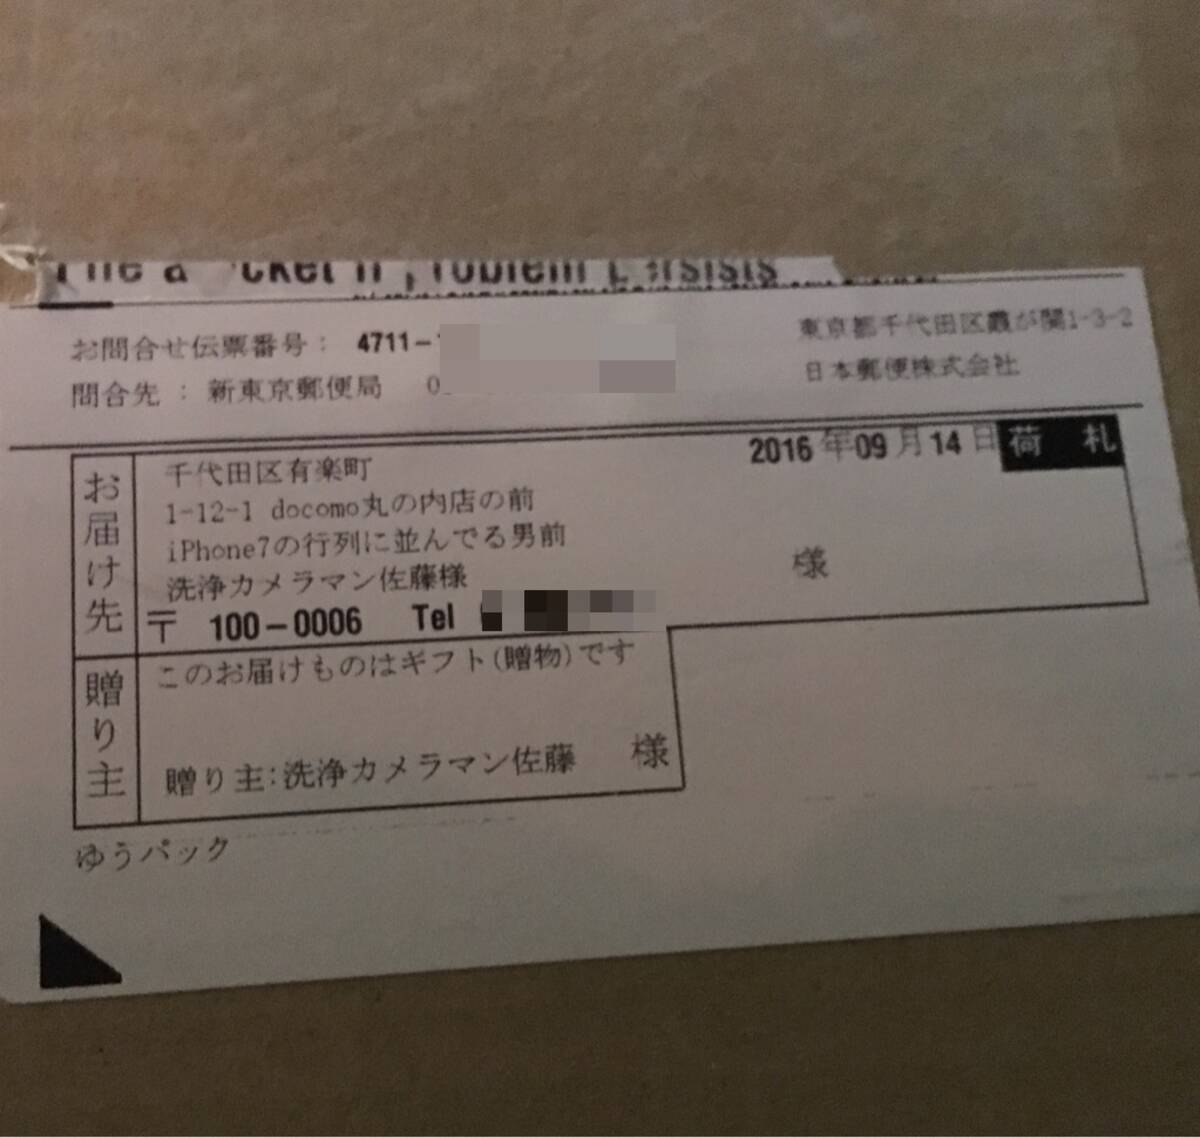 お問合せ伝票番号： 4711-
東京都千代田区霞が関1-3-2
問合先 ： 新東京郵便局 0
日本郵便株式会社
2016 年 09 月 14 日 荷 札
お届け先
千代田区有楽町
1-12-1 docomo丸の内店の前
iPhone7の行列に並んでる男前
洗浄カメラマン佐藤様
様
〒 100-0006 Tel
贈り主
このお届けものはギフト(贈物)です
贈り主:洗浄カメラマン佐藤 様
ゆうパック